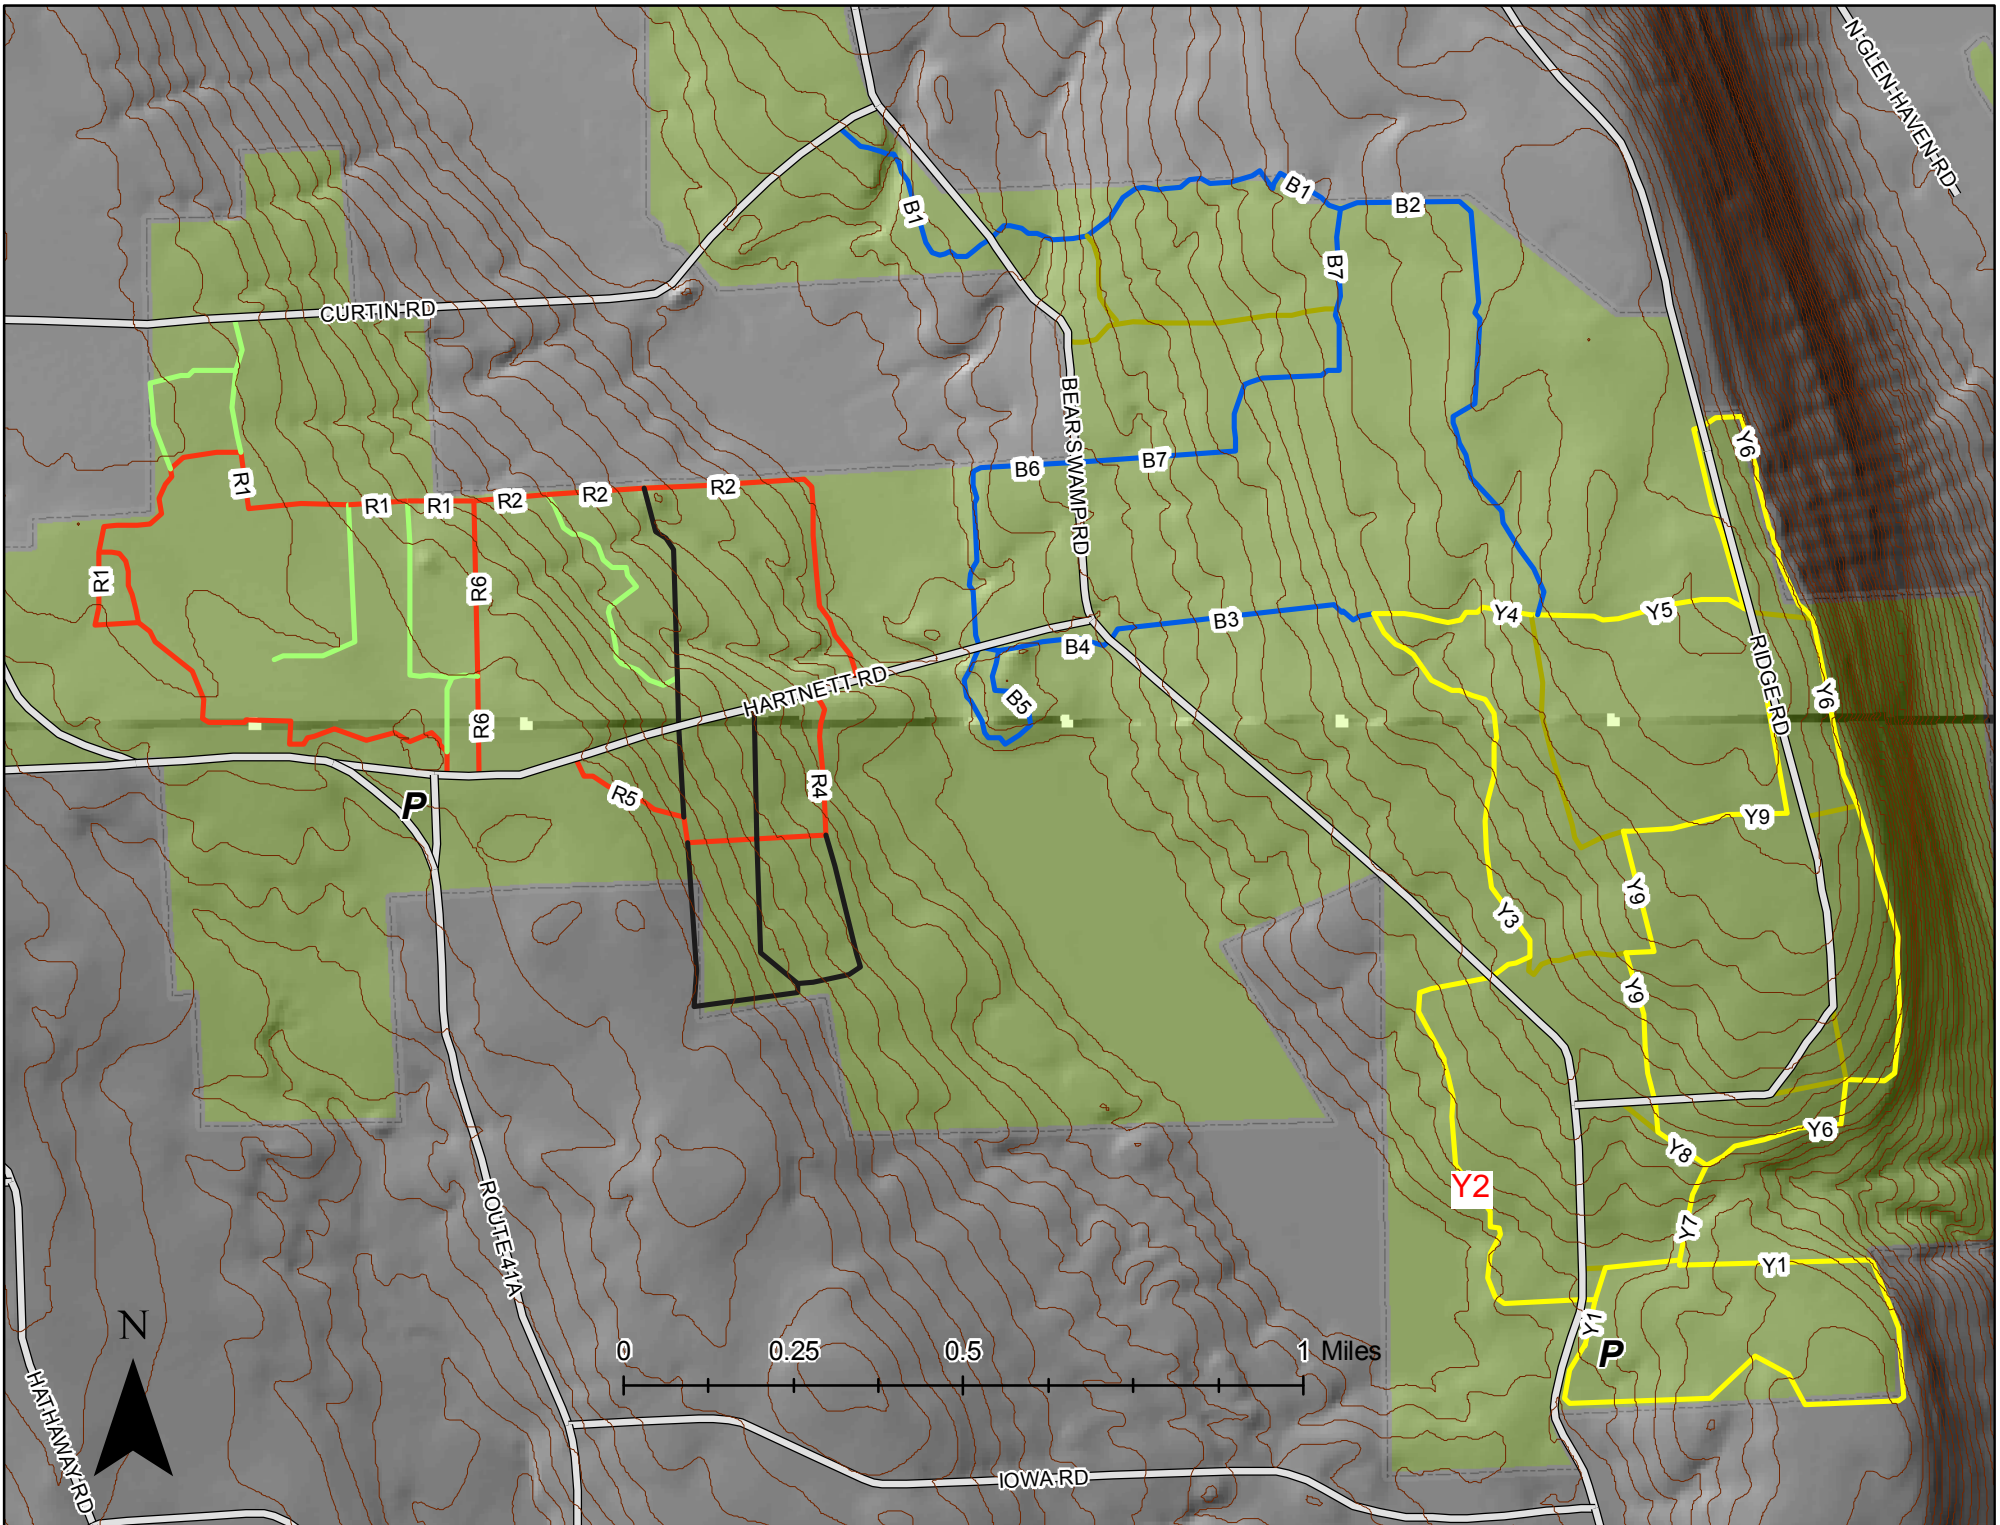 N-GLEN-HAVEN-RD
B1
B2
B1
B7
CURTIN-RD
BEAR-SWAMP-RD
Y6
B6
B7
R1
R1
R1
R2
R2
R2
R1
R6
B3
Y4
Y5
B4
RIDGE-RD
HARTNETT-RD
B5
Y6
R6
R4
R5
P
Y9
Y9
Y3
Y9
Y6
Y8
Y2
Y7
ROUTE-41A
Y1
Y1
N
0 0.25 0.5 1 Miles
P
HATHAWAY-RD
IOWA-RD